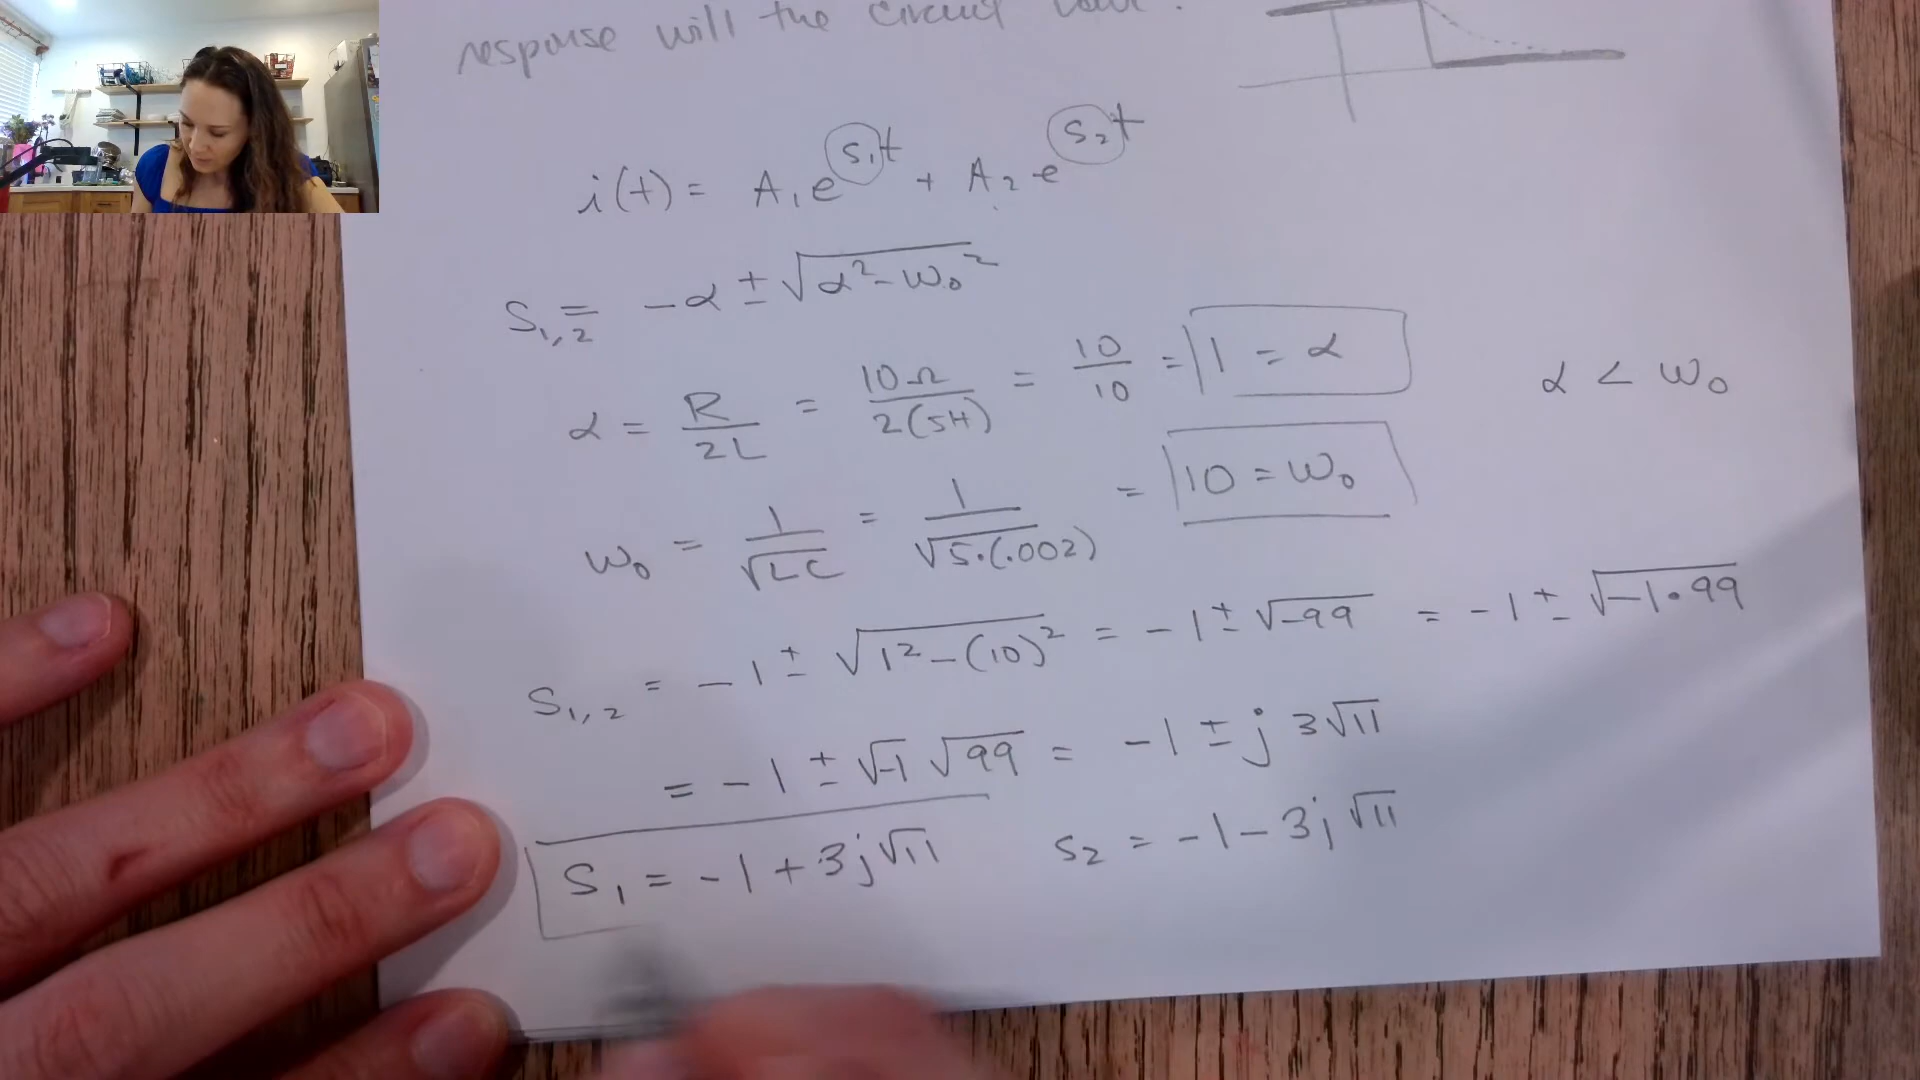 response will the circuit
i(t) = A₁e^(s₁t) + A₂e^(s₂t)
S₁,₂ = -α ± √(α² - ω₀²)
α = R/2L = 10Ω/2(5H) = 10/10 = 1 = α
α < ω₀
ω₀ = 1/√LC = 1/√5·(.002) = 10 = ω₀
S₁,₂ = -1 ± √(1² - (10)²) = -1 ± √-99 = -1 ± √-1·99
= -1 ± √-1 √99 = -1 ± j 3√11
S₁ = -1 + 3j√11 S₂ = -1 - 3j√11